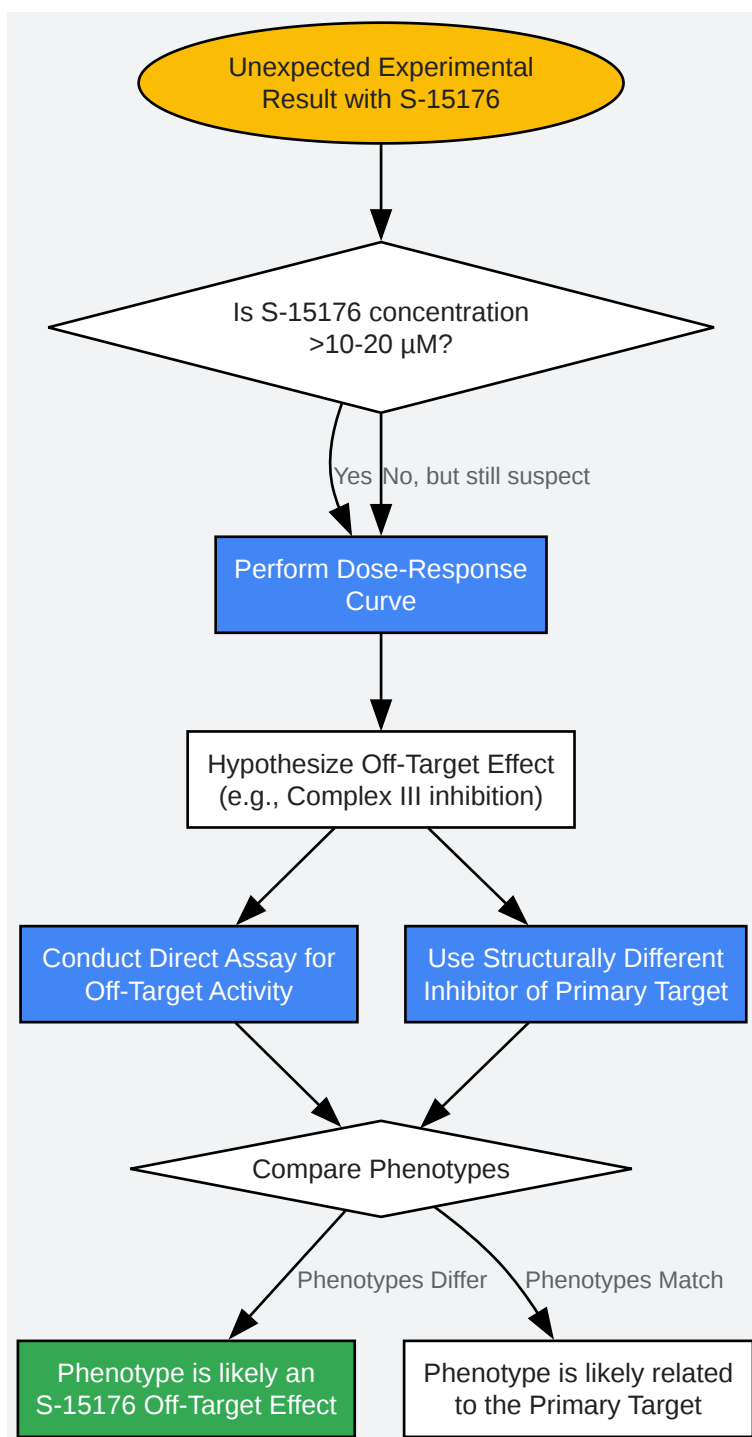 Unexpected Experimental
Result with S-15176
Is S-15176 concentration
>10-20 µM?
Yes
No, but still suspect
Perform Dose-Response
Curve
Hypothesize Off-Target Effect
(e.g., Complex III inhibition)
Conduct Direct Assay for
Off-Target Activity
Use Structurally Different
Inhibitor of Primary Target
Compare Phenotypes
Phenotypes Differ
Phenotypes Match
Phenotype is likely an
S-15176 Off-Target Effect
Phenotype is likely related
to the Primary Target